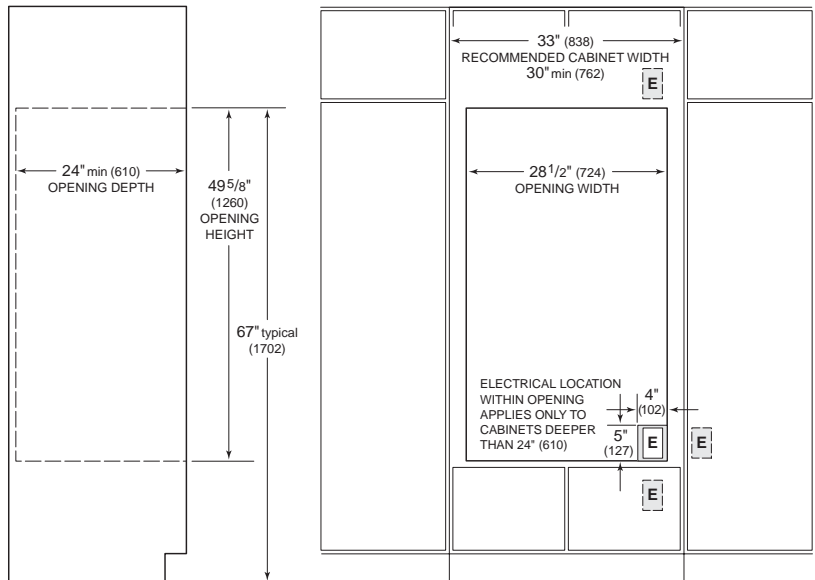 33" (838)
RECOMMENDED CABINET WIDTH
30" min (762)
E
24" min (610)
OPENING DEPTH
49 5/8"
(1260)
OPENING
HEIGHT
28 1/2" (724)
OPENING WIDTH
67" typical
(1702)
ELECTRICAL LOCATION
WITHIN OPENING
APPLIES ONLY TO
CABINETS DEEPER
THAN 24" (610)
4"
(102)
5"
(127)
E
E
E